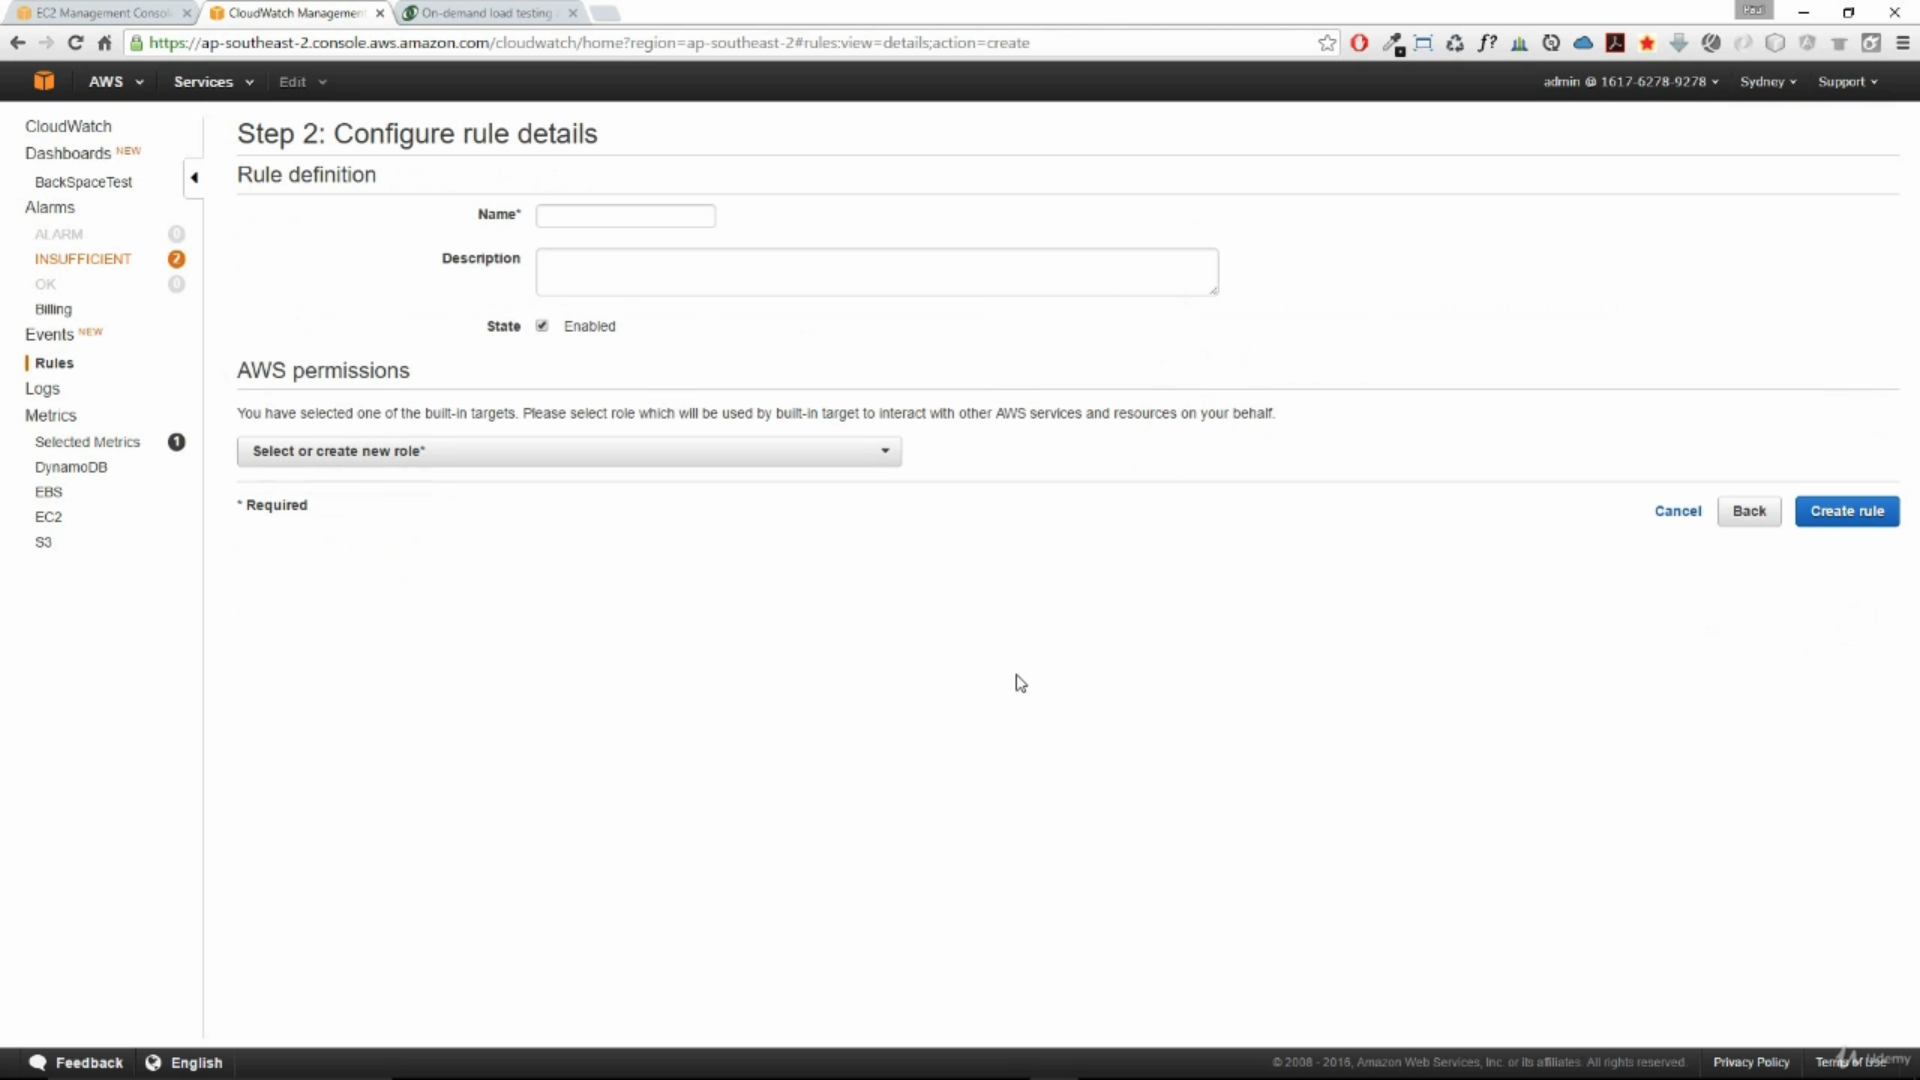 EC2 Management Consol
CloudWatch Management
On-demand load testing
Paul
https://ap-southeast-2.console.aws.amazon.com/cloudwatch/home?region=ap-southeast-2#rules:view=details;action=create
f?
AWS
Services
Edit
admin @ 1617-6278-9278
Sydney
Support
CloudWatch
Dashboards NEW
BackSpaceTest
Alarms
ALARM 0
INSUFFICIENT 2
OK 0
Billing
Events NEW
Rules
Logs
Metrics
Selected Metrics 1
DynamoDB
EBS
EC2
S3
Step 2: Configure rule details
Rule definition
Name*
Description
State Enabled
AWS permissions
You have selected one of the built-in targets. Please select role which will be used by built-in target to interact with other AWS services and resources on your behalf.
Select or create new role*
* Required
Cancel
Back
Create rule
Feedback
English
© 2008 - 2016, Amazon Web Services, Inc. or its affiliates. All rights reserved.
Privacy Policy
Terms of Use
Udemy